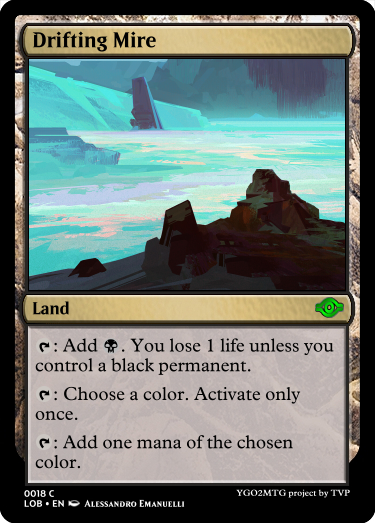 Drifting Mire
Land
: Add . You lose 1 life unless you
control a black permanent.
: Choose a color. Activate only
once.
: Add one mana of the chosen
color.
0018 C
LOB • EN Alessandro Emanuelli
YGO2MTG project by TVP